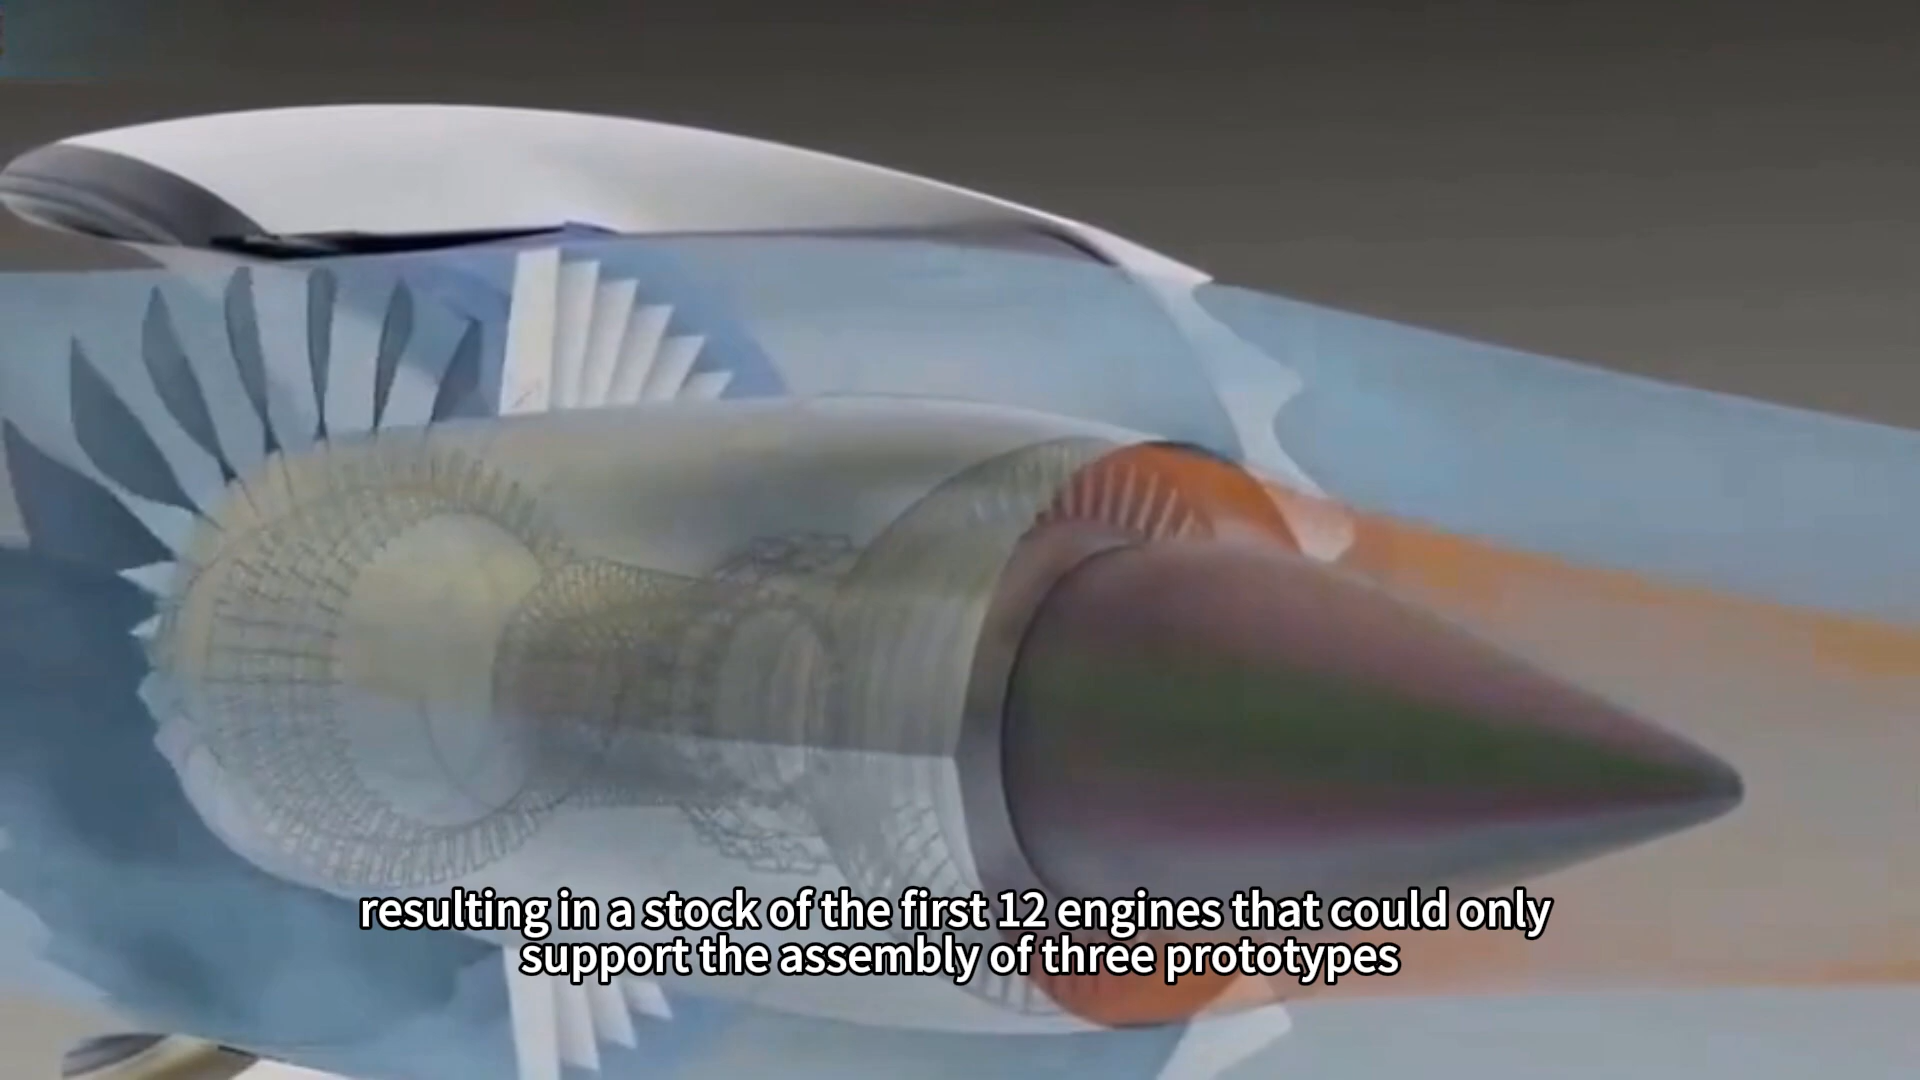 resulting in a stock of the first 12 engines that could only
support the assembly of three prototypes